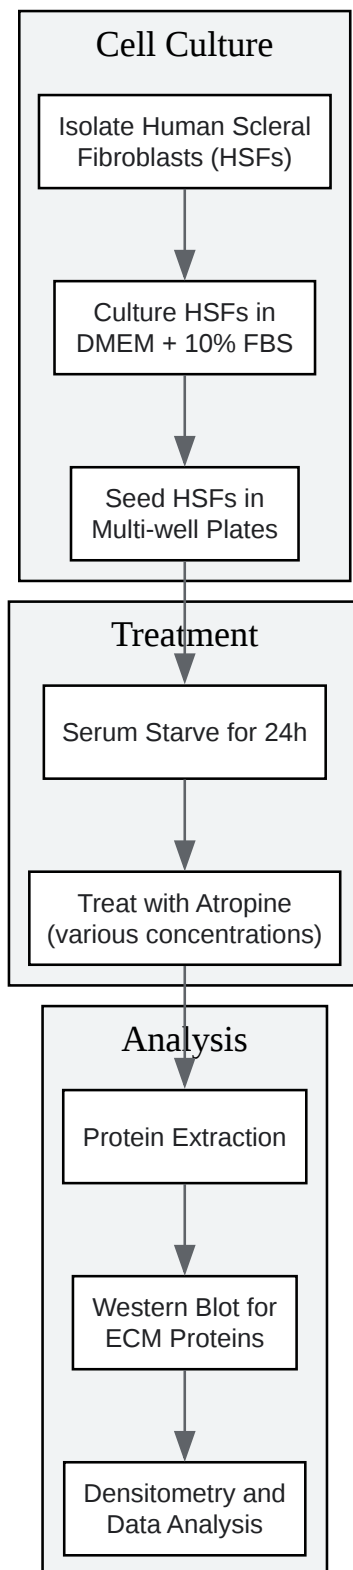 Cell Culture
Isolate Human Scleral
Fibroblasts (HSFs)
Culture HSFs in
DMEM + 10% FBS
Seed HSFs in
Multi-well Plates
Treatment
Serum Starve for 24h
Treat with Atropine
(various concentrations)
Analysis
Protein Extraction
Western Blot for
ECM Proteins
Densitometry and
Data Analysis